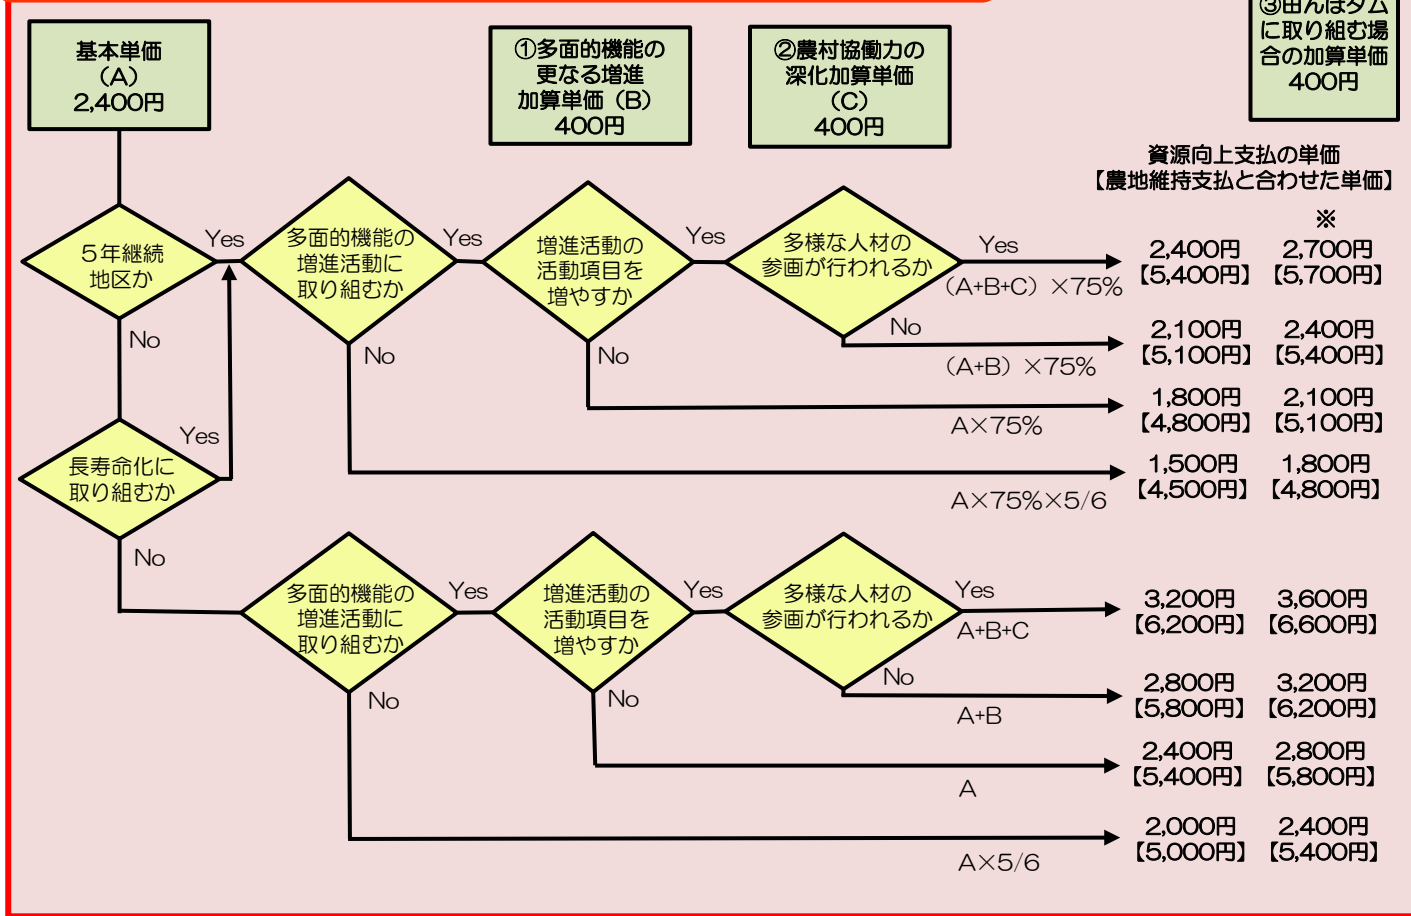 基本単価
（A）
2,400円
①多面的機能の
更なる増進
加算単価（B）
400円
②農村協働力の
深化加算単価
（C）
400円
③田んぼダム
に取り組む場
合の加算単価
400円
資源向上支払の単価
【農地維持支払と合わせた単価】
※
５年継続
地区か
Yes
No
多面的機能の
増進活動に
取り組むか
Yes
No
増進活動の
活動項目を
増やすか
Yes
No
多様な人材の
参画が行われるか
Yes
No
（A+B+C）×75%
2,400円 2,700円
【5,400円】 【5,700円】
（A+B）×75%
2,100円 2,400円
【5,100円】 【5,400円】
A×75%
1,800円 2,100円
【4,800円】 【5,100円】
A×75%×5/6
1,500円 1,800円
【4,500円】 【4,800円】
長寿命化に
取り組むか
Yes
No
多面的機能の
増進活動に
取り組むか
Yes
No
増進活動の
活動項目を
増やすか
Yes
No
多様な人材の
参画が行われるか
Yes
No
A+B+C
3,200円 3,600円
【6,200円】 【6,600円】
A+B
2,800円 3,200円
【5,800円】 【6,200円】
A
2,400円 2,800円
【5,400円】 【5,800円】
A×5/6
2,000円 2,400円
【5,000円】 【5,400円】